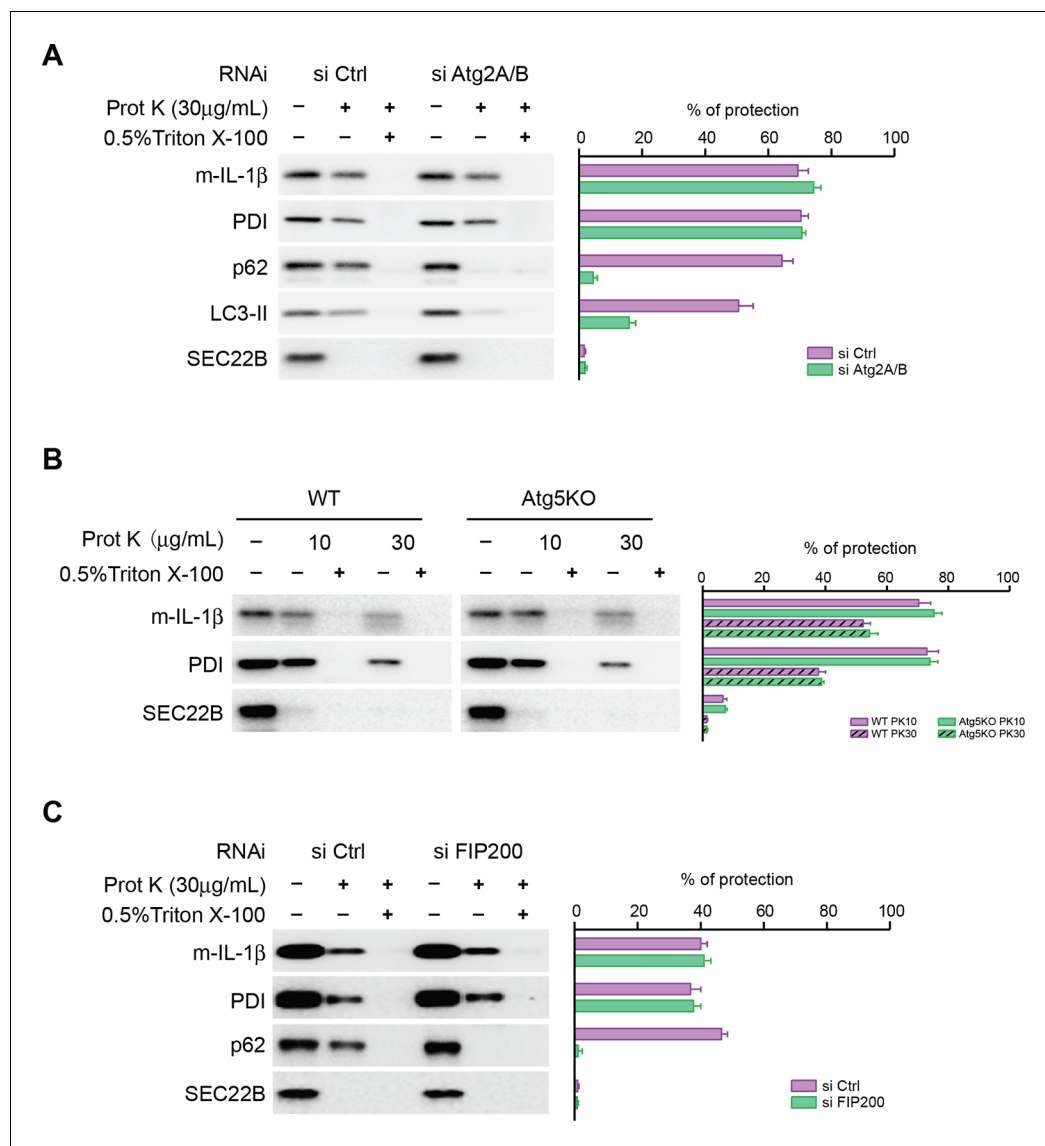 A
RNAi si Ctrl si Atg2A/B
Prot K (30μg/mL) – + + – + +
0.5%Triton X-100 – – + – – +
m-IL-1β
PDI
p62
LC3-II
SEC22B
% of protection
0 20 40 60 80 100
si Ctrl
si Atg2A/B
B
WT Atg5KO
Prot K (μg/mL) – 10 30 – 10 30
0.5%Triton X-100 – – + – + – – + – +
m-IL-1β
PDI
SEC22B
% of protection
0 20 40 60 80 100
WT PK10 Atg5KO PK10
WT PK30 Atg5KO PK30
C
RNAi si Ctrl si FIP200
Prot K (30μg/mL) – + + – + +
0.5%Triton X-100 – – + – – +
m-IL-1β
PDI
p62
SEC22B
% of protection
0 20 40 60 80 100
si Ctrl
si FIP200